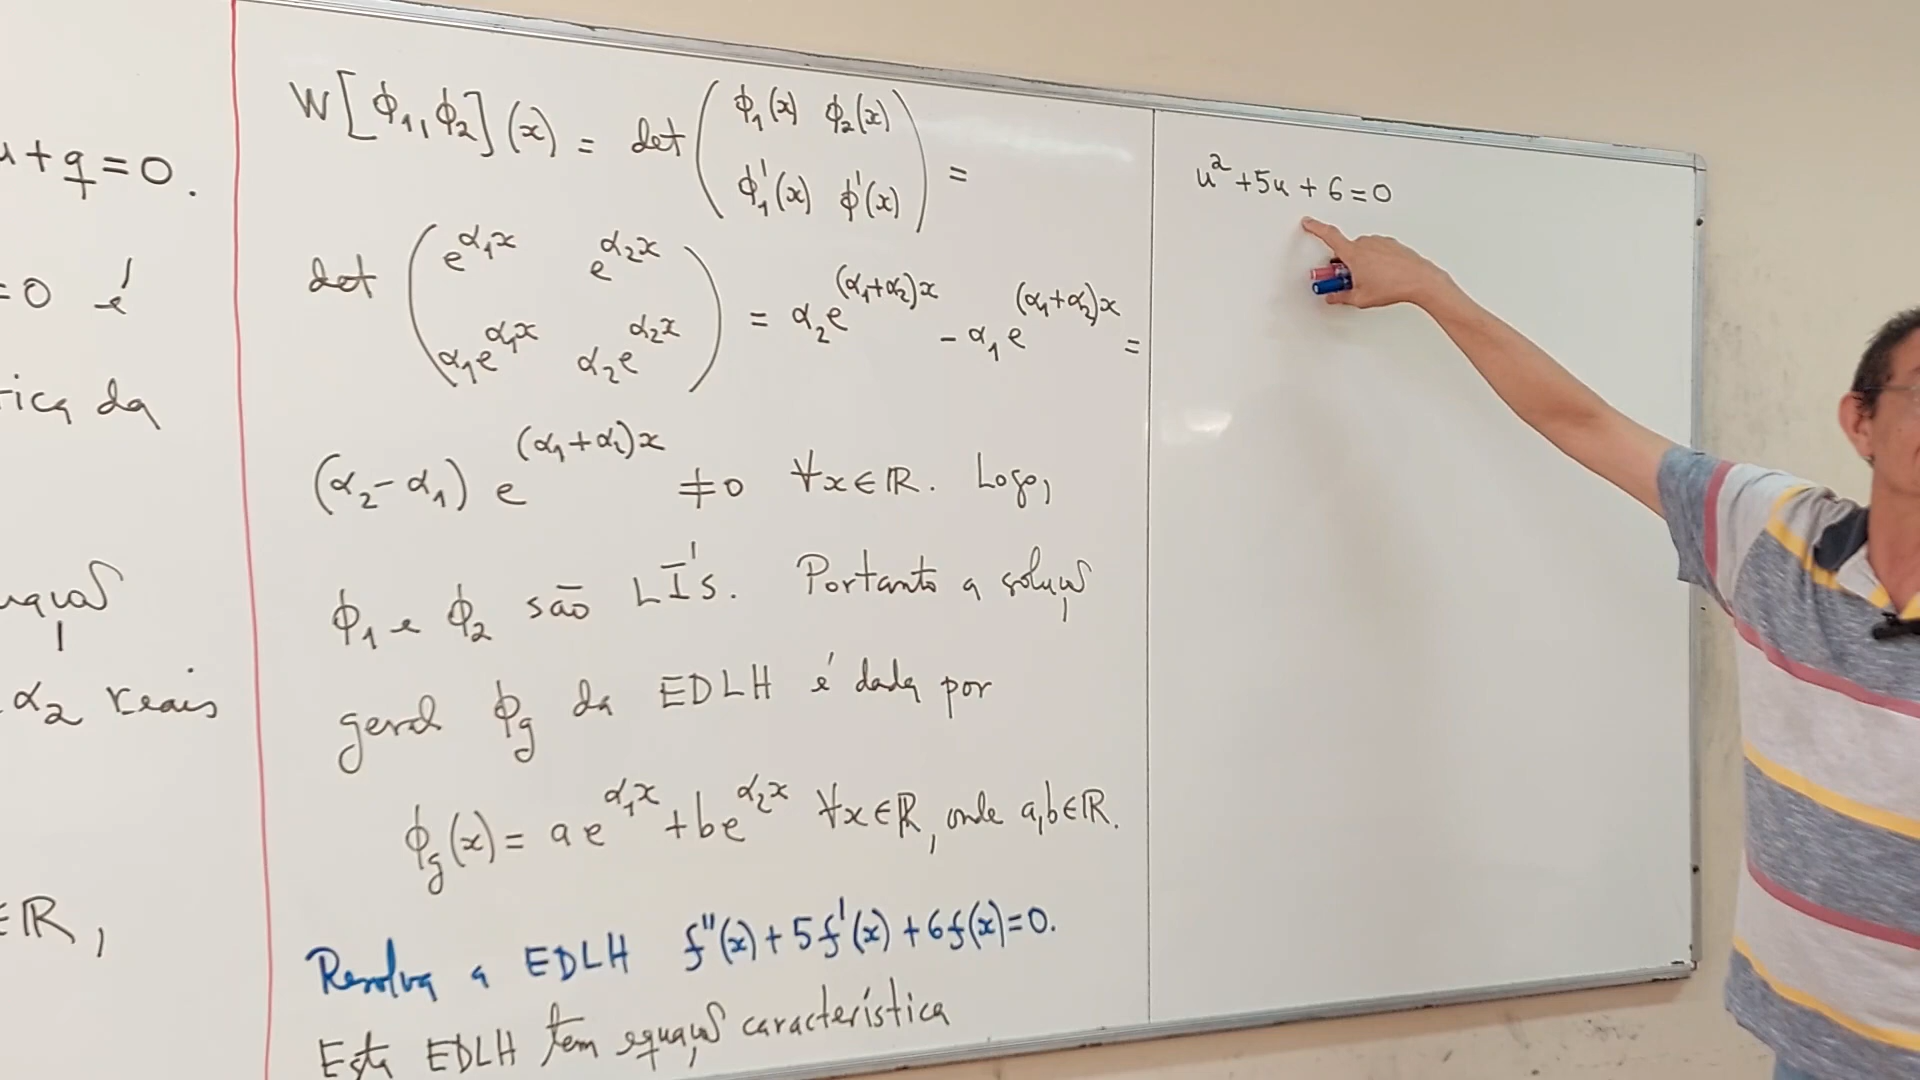 u+q=0.
=0 é
tica da
uação
α₂ reais
∈ℝ,
W[ϕ₁,ϕ₂](x) = det(ϕ₁(x) ϕ₂(x)
ϕ₁'(x) ϕ'(x)) =
det(e^{α₁x} e^{α₂x}
α₁e^{α₁x} α₂e^{α₂x}) = α₂e^{(α₁+α₂)x} - α₁e^{(α₁+α₂)x} =
(α₂-α₁) e^{(α₁+α₂)x} ≠0 ∀x∈ℝ. Logo,
ϕ₁ e ϕ₂ são LI's. Portanto a solução
geral ϕg da EDLH é dada por
ϕg(x)= ae^{α₁x}+be^{α₂x} ∀x∈ℝ, onde a,b∈ℝ.
Resolva a EDLH f''(x)+5f'(x)+6f(x)=0.
Esta EDLH tem equação característica
u²+5u+6=0